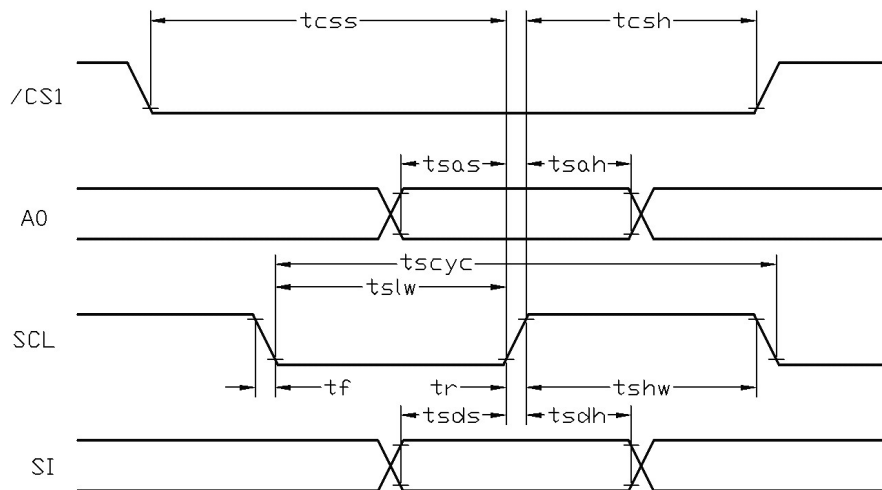 tcss tcsh
/CS1
tsas tsah
A0
tscyc
tslw
SCL
tf tr tshw
tsds tsdh
SI